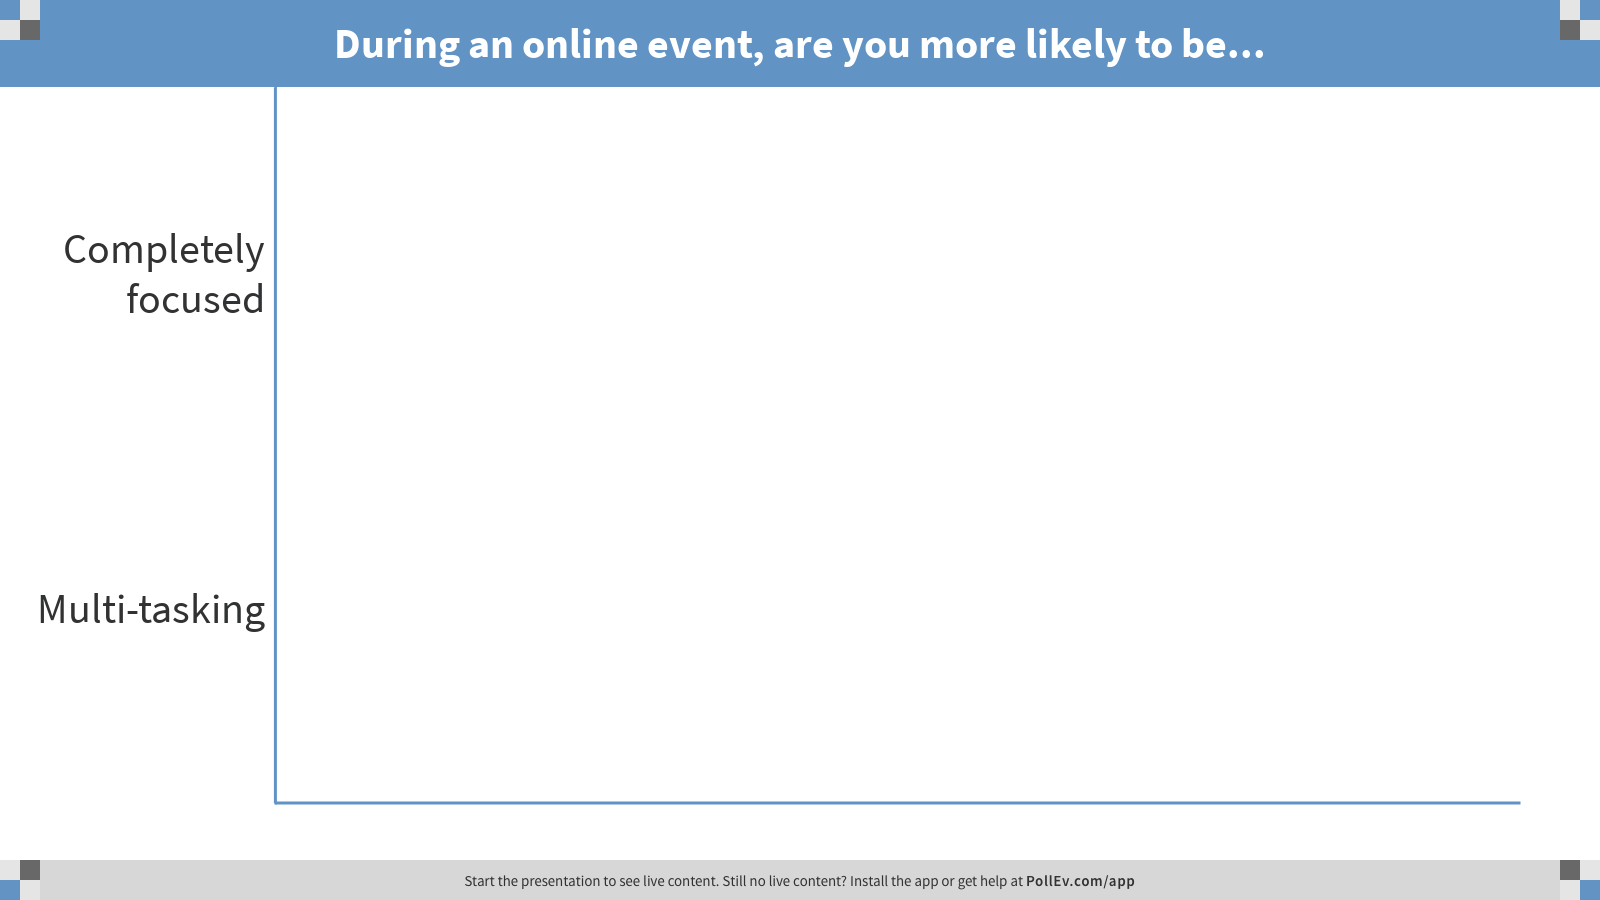 During an online event, are you more likely to be...
Completely
focused
Multi-tasking
Start the presentation to see live content. Still no live content? Install the app or get help at PollEv.com/app